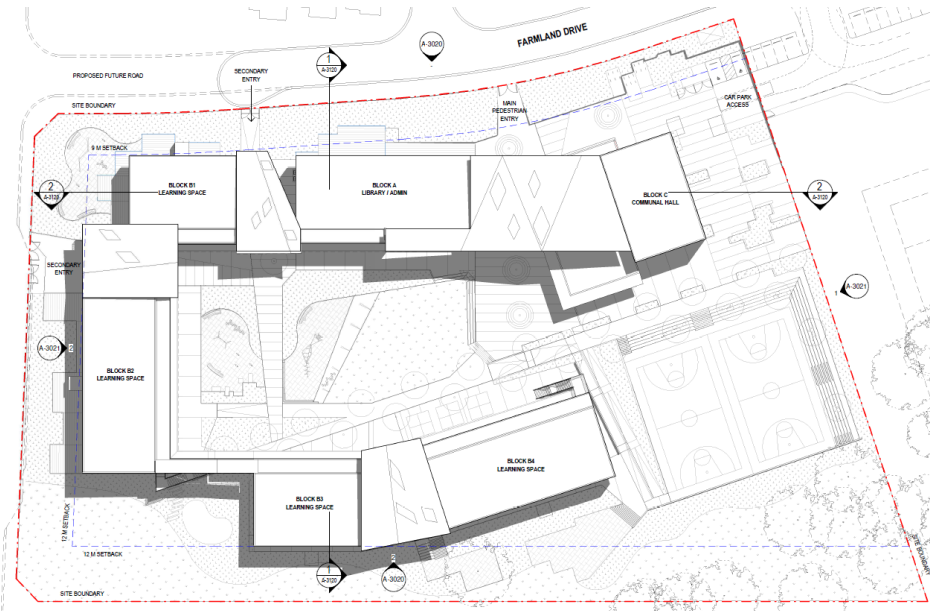 FARMLAND DRIVE
A-3020
1
A-3120
PROPOSED FUTURE ROAD
SECONDARY
ENTRY
SITE BOUNDARY
MAIN
PEDESTRIAN
ENTRY
CAR PARK
ACCESS
9 M SETBACK
2
A-3120
BLOCK B1
LEARNING SPACE
BLOCK A
LIBRARY / ADMIN
BLOCK C
COMMUNAL HALL
2
A-3120
SECONDARY
ENTRY
1
A-3021
A-3021
BLOCK B2
LEARNING SPACE
BLOCK B4
LEARNING SPACE
BLOCK B3
LEARNING SPACE
12 M SETBACK
12 M SETBACK
1
A-3120
A-3020
SITE BOUNDARY
SITE BOUNDARY